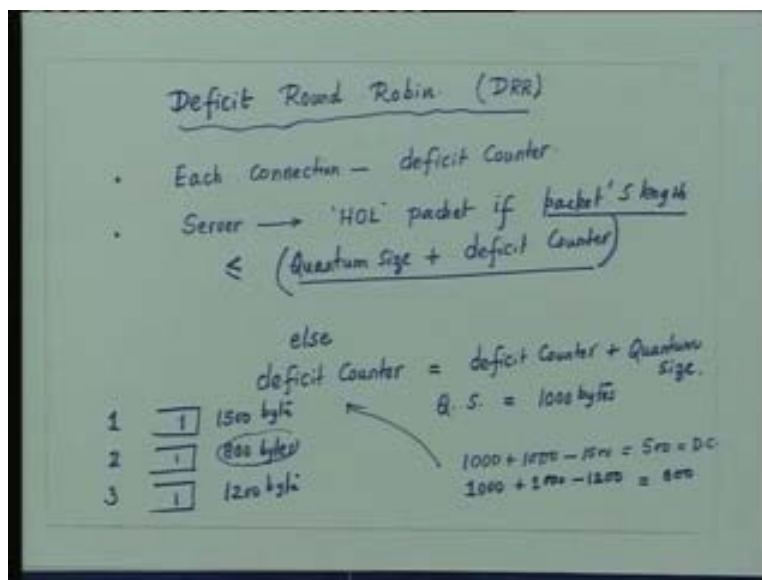 Deficit Round Robin (DRR)
. Each Connection — deficit Counter.
. Server → 'HOL' packet if packet's length
≤ (Quantum size + deficit Counter)
else
deficit Counter = deficit Counter + Quantum size.
Q. S. = 1000 bytes
1 1 1500 byte
2 1 800 bytes
3 1 1200 byte
1000 + 1000 - 1500 = 500 = D.C.
1000 + 1000 - 1200 = 800